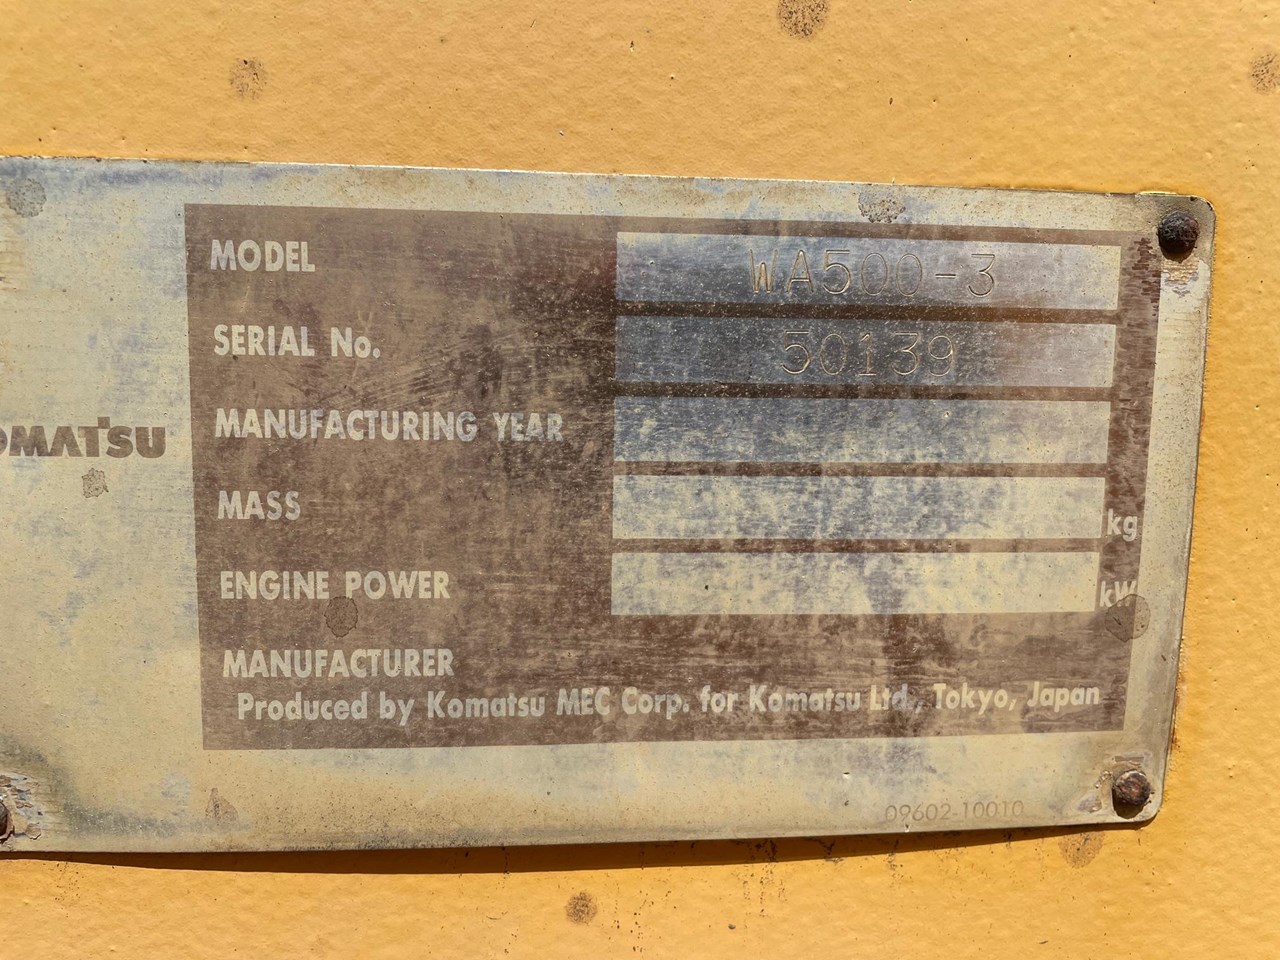 MODEL WA500-3
SERIAL No. 50139
OMATSU
MANUFACTURING YEAR
MASS kg
ENGINE POWER kW
MANUFACTURER
Produced by Komatsu MEC Corp. for Komatsu Ltd., Tokyo, Japan
09602-10010